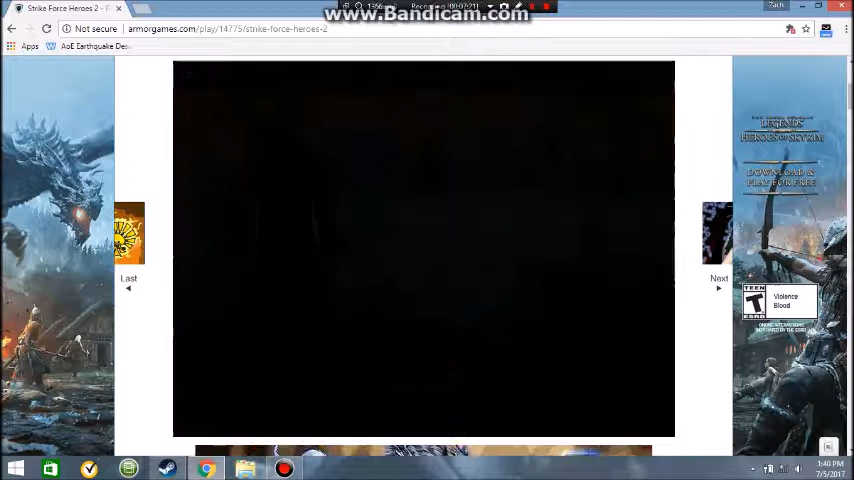 www.Bandicam.com
Strike Force Heroes 2 - P
Zach
Not secure
armorgames.com/play/14775/strike-force-heroes-2
Apps
AoE Earthquake Des
LEGENDS
HEROES OF SKYRIM
DOWNLOAD &
PLAY FOR FREE
Last
Next
TEEN
T
ESRB
Violence
Blood
1:40 PM
7/5/2017